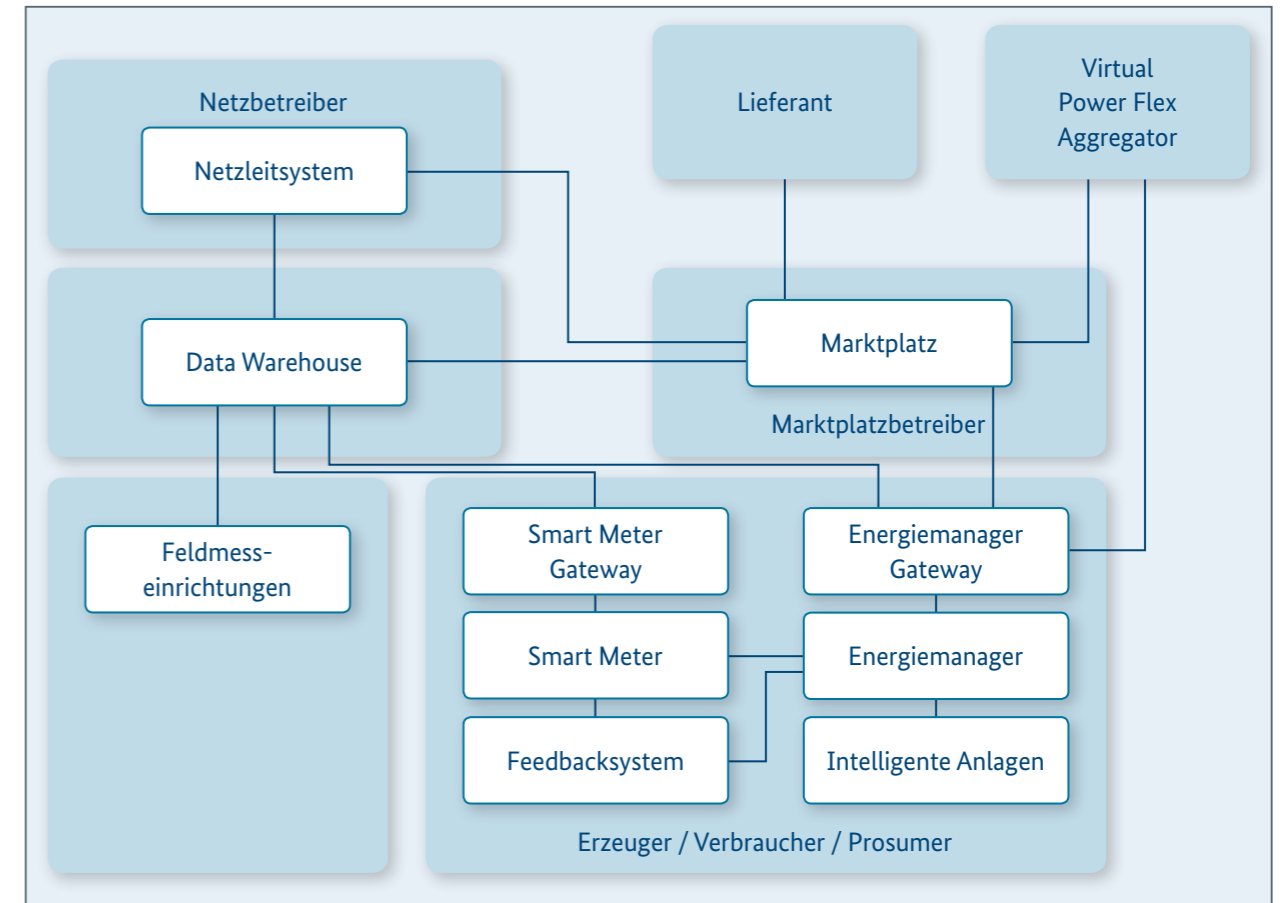 Netzbetreiber
Netzleitsystem
Lieferant
Virtual
Power Flex
Aggregator
Data Warehouse
Marktplatz
Marktplatzbetreiber
Feldmess-
einrichtungen
Smart Meter
Gateway
Energiemanager
Gateway
Smart Meter
Energiemanager
Feedbacksystem
Intelligente Anlagen
Erzeuger / Verbraucher / Prosumer